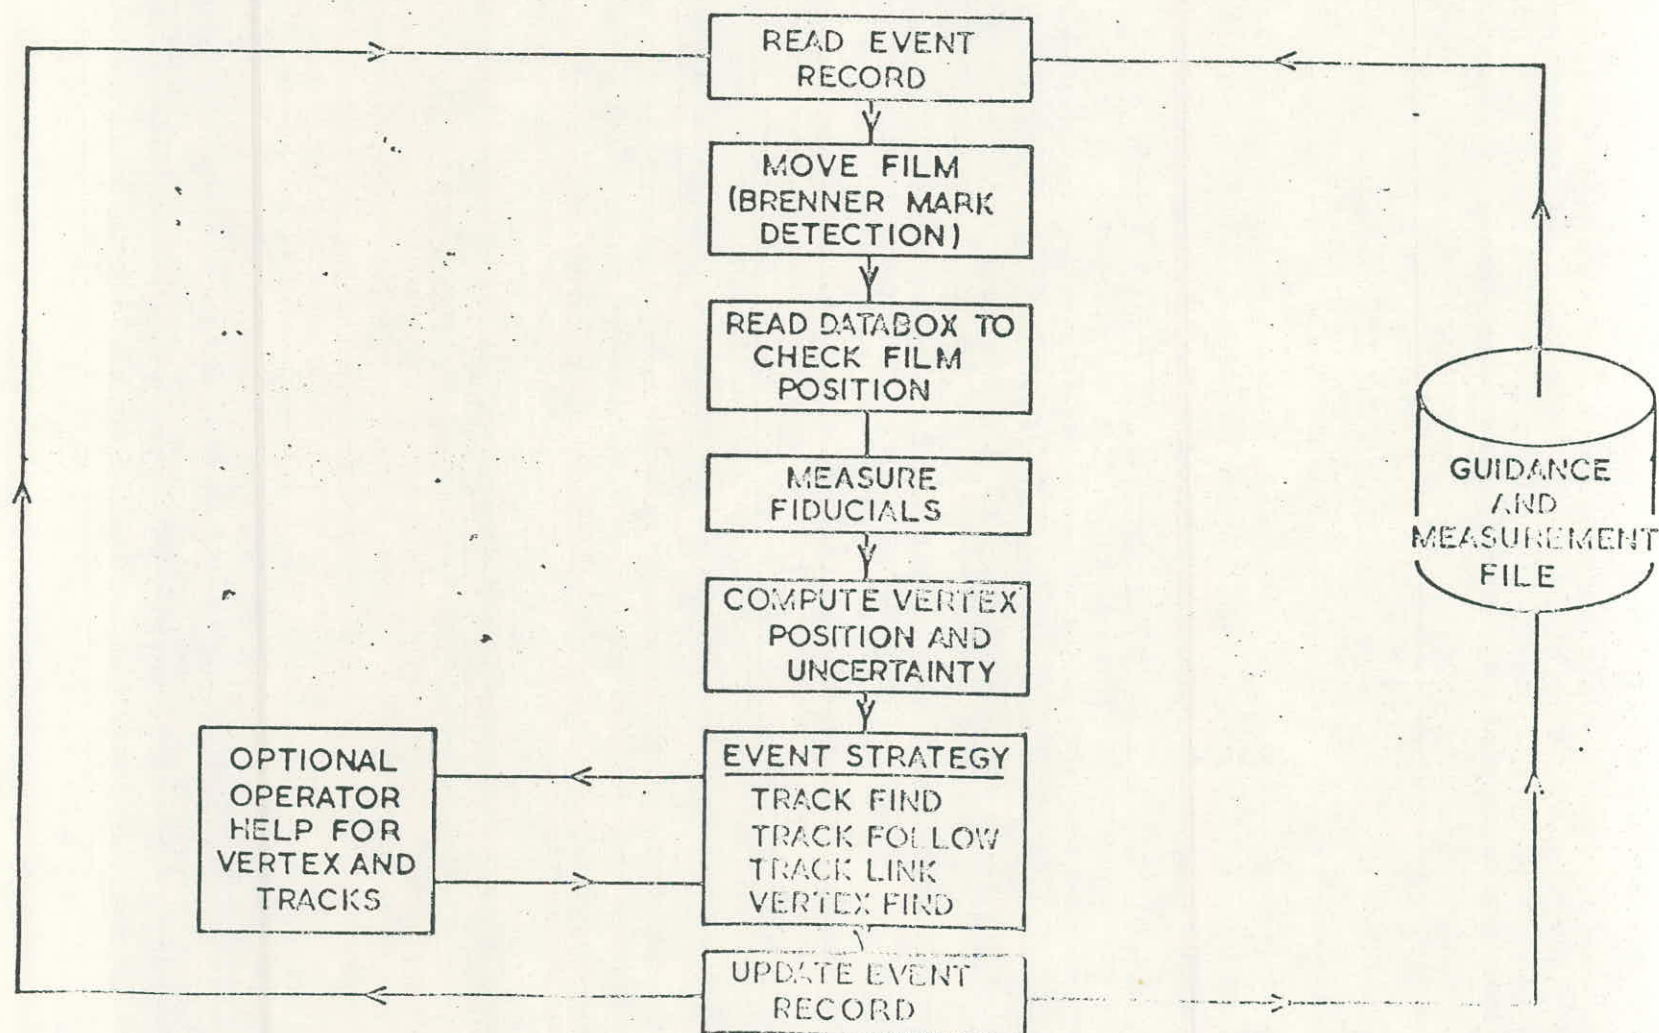 READ EVENT
RECORD
MOVE FILM
(BRENNER MARK
DETECTION)
READ DATABOX TO
CHECK FILM
POSITION
MEASURE
FIDUCIALS
COMPUTE VERTEX
POSITION AND
UNCERTAINTY
EVENT STRATEGY
TRACK FIND
TRACK FOLLOW
TRACK LINK
VERTEX FIND
OPTIONAL
OPERATOR
HELP FOR
VERTEX AND
TRACKS
UPDATE EVENT
RECORD
GUIDANCE
AND
MEASUREMENT
FILE